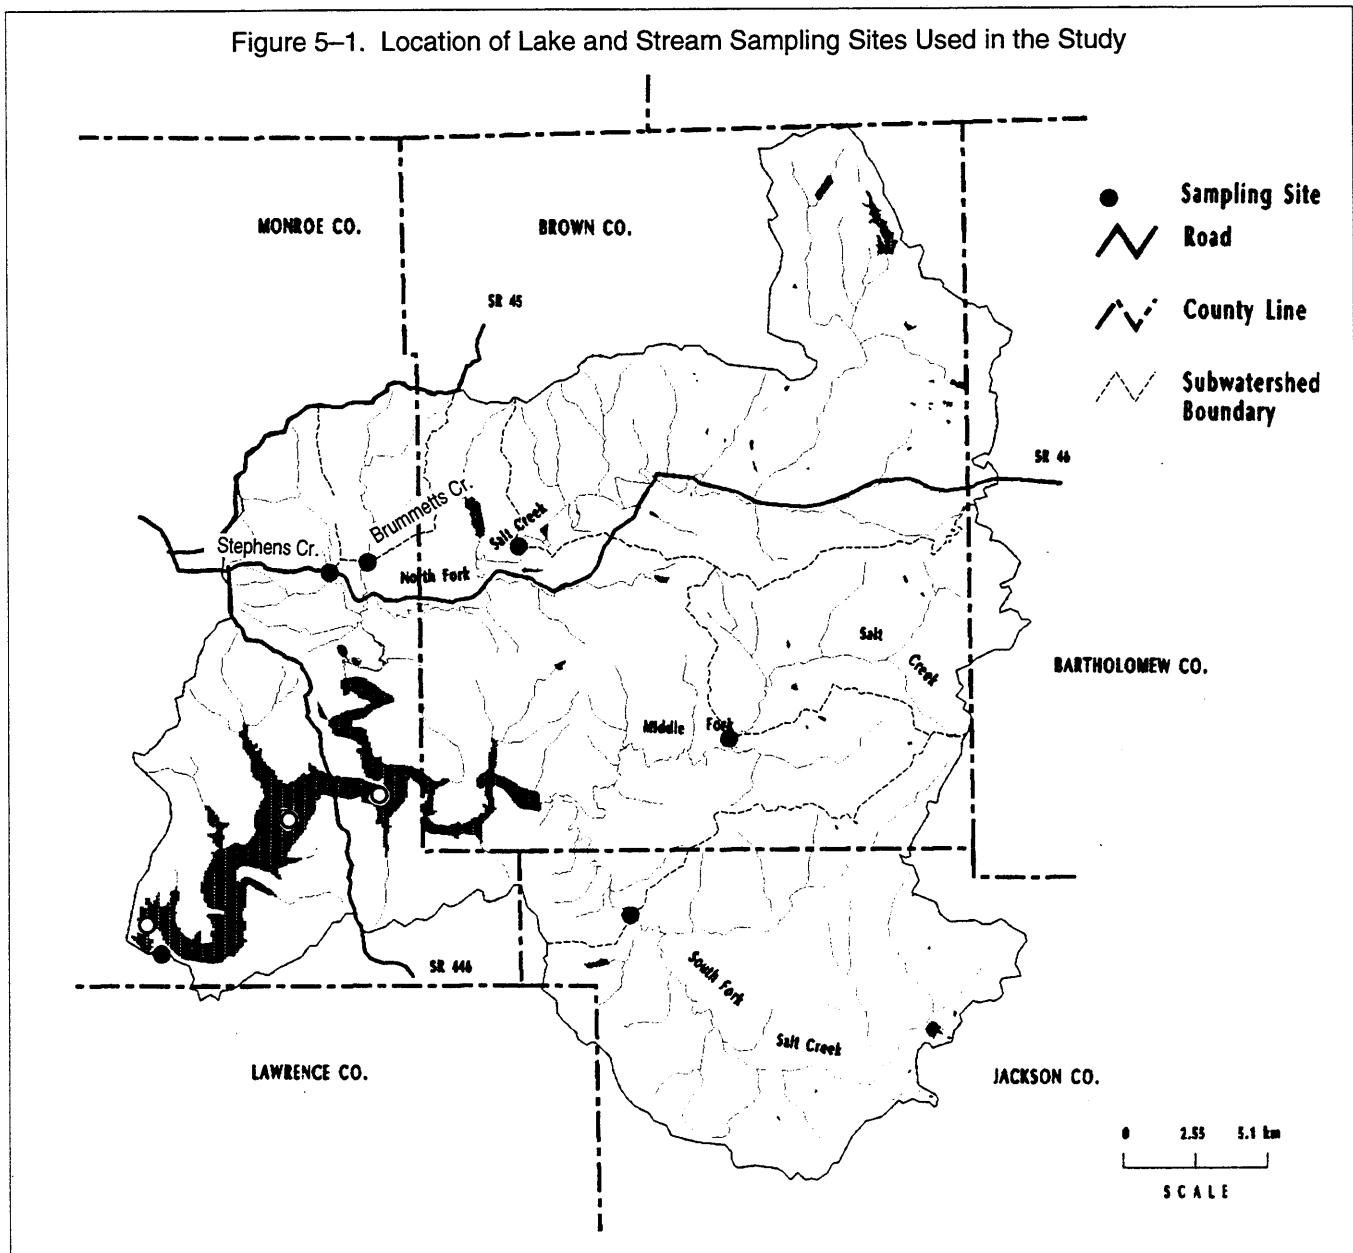 Figure 5–1. Location of Lake and Stream Sampling Sites Used in the Study
MONROE CO.
BROWN CO.
Sampling Site
Road
County Line
Subwatershed
Boundary
SR 45
SR 46
Brummetts Cr.
Salt Creek
Stephens Cr.
North Fork
Salt
Creek
BARTHOLOMEW CO.
Middle Fork
SR 446
South Fork
Salt Creek
LAWRENCE CO.
JACKSON CO.
0 2.55 5.1 km
SCALE